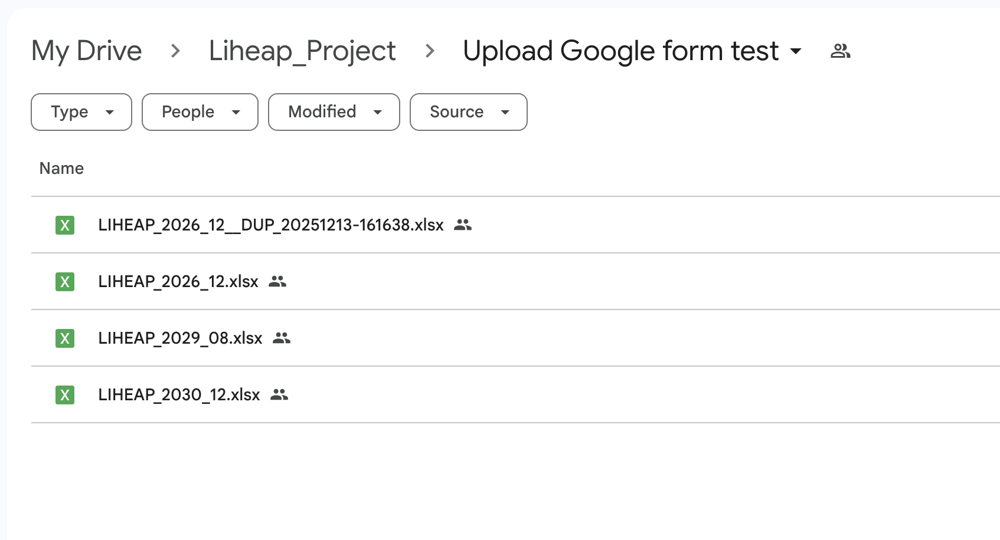 My Drive > Liheap_Project > Upload Google form test
Type People Modified Source
Name
X LIHEAP_2026_12__DUP_20251213-161638.xlsx
X LIHEAP_2026_12.xlsx
X LIHEAP_2029_08.xlsx
X LIHEAP_2030_12.xlsx